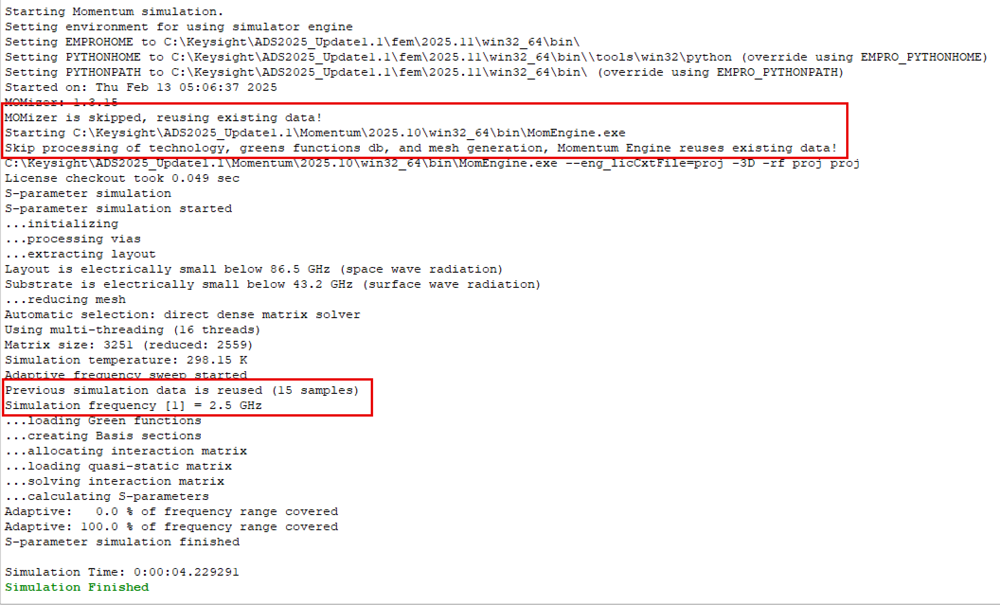 Starting Momentum simulation.
Setting environment for using simulator engine
Setting EMPROHOME to C:\Keysight\ADS2025_Update1.1\fem\2025.11\win32_64\bin\
Setting PYTHONHOME to C:\Keysight\ADS2025_Update1.1\fem\2025.11\win32_64\bin\\tools\win32\python (override using EMPRO_PYTHONHOME)
Setting PYTHONPATH to C:\Keysight\ADS2025_Update1.1\fem\2025.11\win32_64\bin\ (override using EMPRO_PYTHONPATH)
Started on: Thu Feb 13 05:06:37 2025
MOMizer: 1.3.15
MOMizer is skipped, reusing existing data!
Starting C:\Keysight\ADS2025_Update1.1\Momentum\2025.10\win32_64\bin\MomEngine.exe
Skip processing of technology, greens functions db, and mesh generation, Momentum Engine reuses existing data!
C:\Keysight\ADS2025_Update1.1\Momentum\2025.10\win32_64\bin\MomEngine.exe --eng_licCxtFile=proj -3D -rf proj proj
License checkout took 0.049 sec
S-parameter simulation
S-parameter simulation started
...initializing
...processing vias
...extracting layout
Layout is electrically small below 86.5 GHz (space wave radiation)
Substrate is electrically small below 43.2 GHz (surface wave radiation)
...reducing mesh
Automatic selection: direct dense matrix solver
Using multi-threading (16 threads)
Matrix size: 3251 (reduced: 2559)
Simulation temperature: 298.15 K
Adaptive frequency sweep started
Previous simulation data is reused (15 samples)
Simulation frequency [1] = 2.5 GHz
...loading Green functions
...creating Basis sections
...allocating interaction matrix
...loading quasi-static matrix
...solving interaction matrix
...calculating S-parameters
Adaptive:   0.0 % of frequency range covered
Adaptive: 100.0 % of frequency range covered
S-parameter simulation finished
Simulation Time: 0:00:04.229291
Simulation Finished